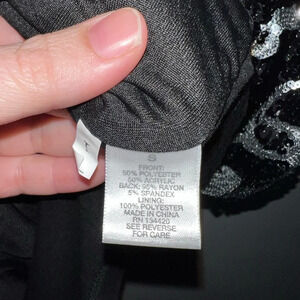 S
FRONT:
50% POLYESTER
50% ACRYLIC
BACK: 95% RAYON
5% SPANDEX
LINING:
100% POLYESTER
MADE IN CHINA
RN 154420
SEE REVERSE
FOR CARE